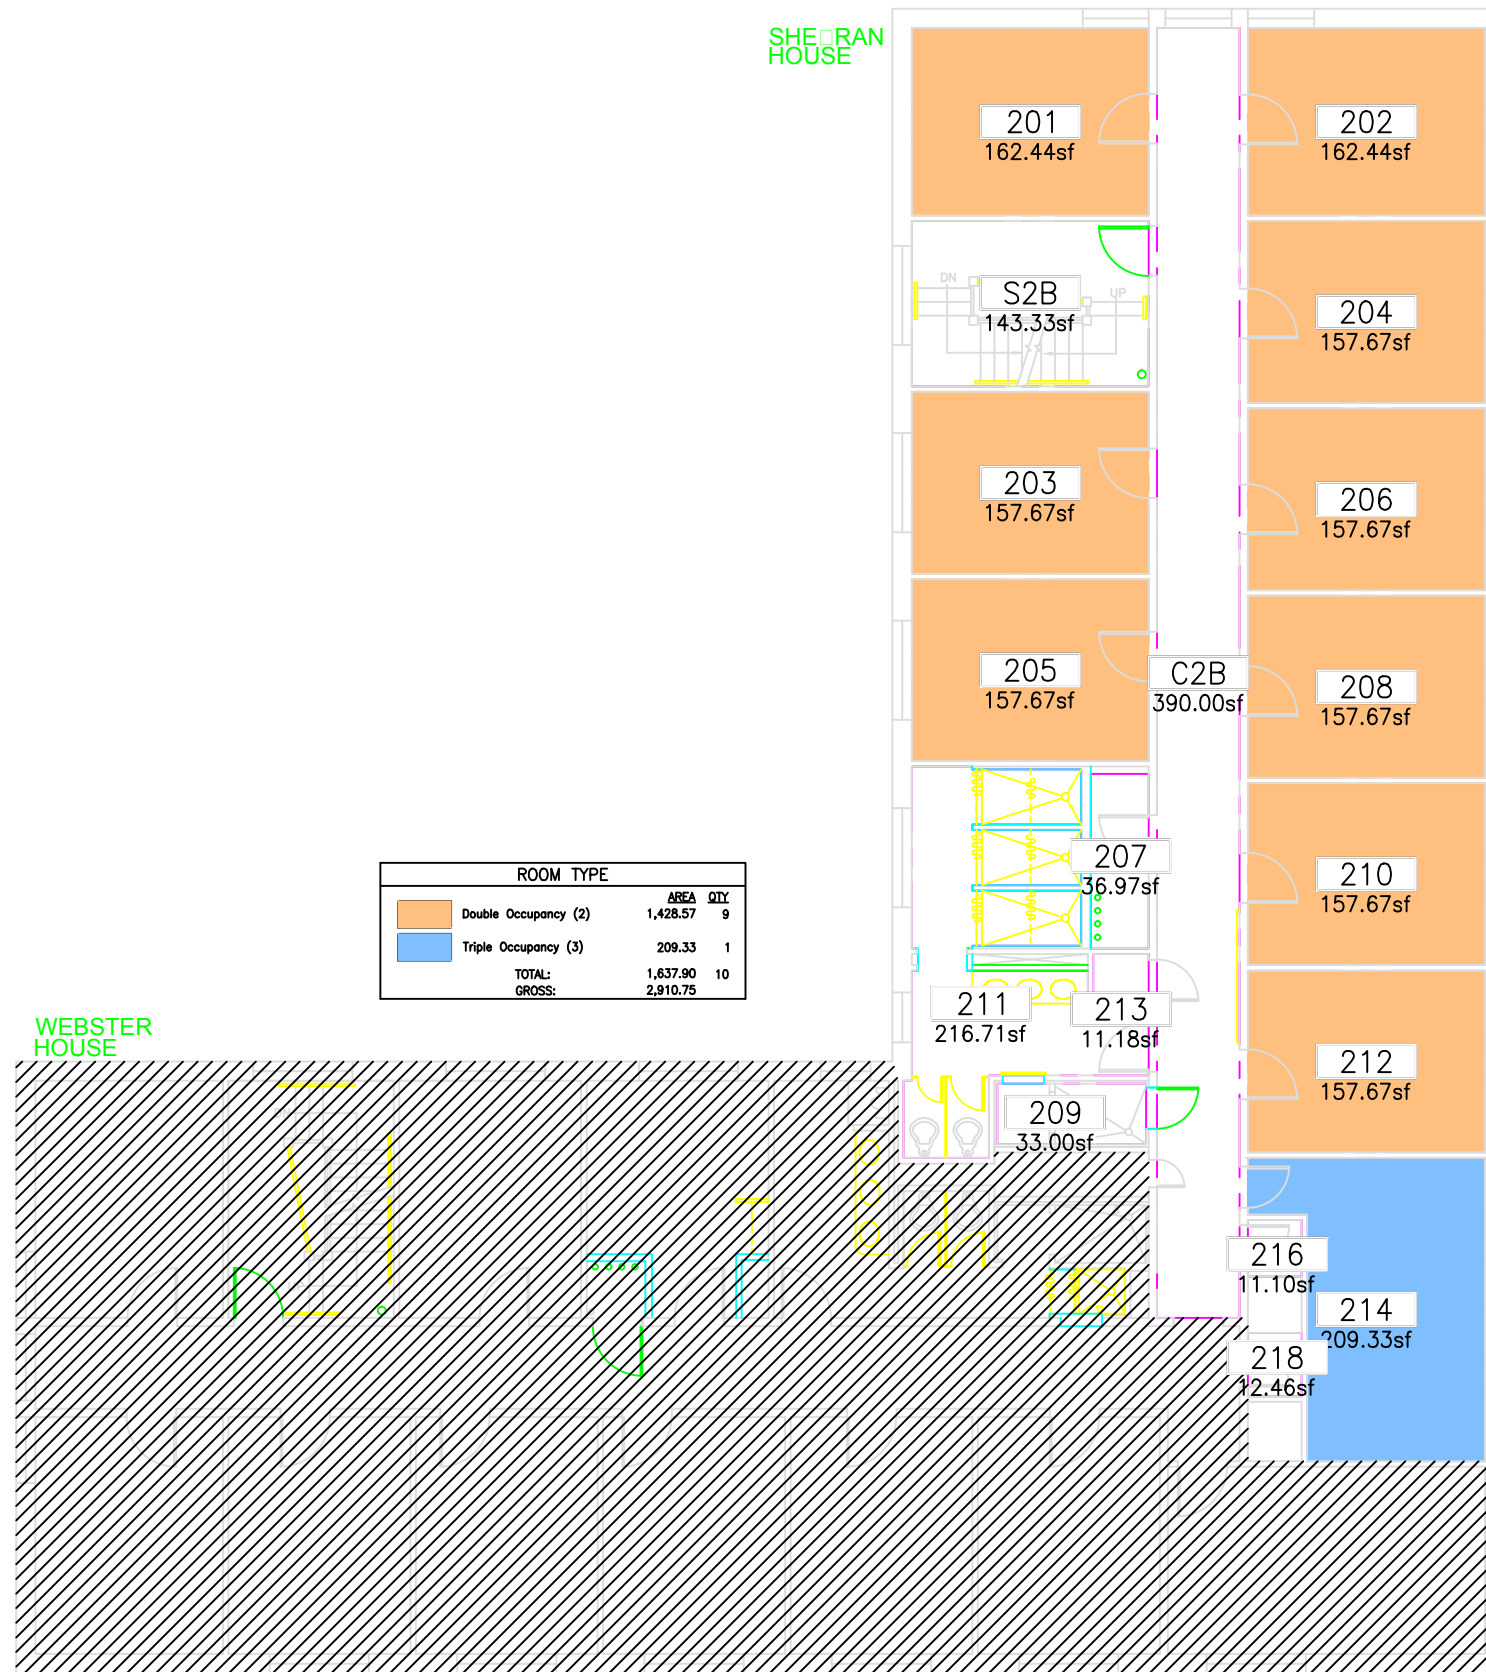 SHE□RAN
HOUSE
201
162.44sf
202
162.44sf
DN
S2B
UP
143.33sf
204
157.67sf
203
157.67sf
206
157.67sf
205
157.67sf
C2B
390.00sf
208
157.67sf
207
36.97sf
210
157.67sf
ROOM TYPE
AREA QTY
Double Occupancy (2) 1,428.57 9
Triple Occupancy (3) 209.33 1
TOTAL: 1,637.90 10
GROSS: 2,910.75
211
216.71sf
213
11.18sf
WEBSTER
HOUSE
212
157.67sf
209
33.00sf
216
11.10sf
214
209.33sf
218
12.46sf